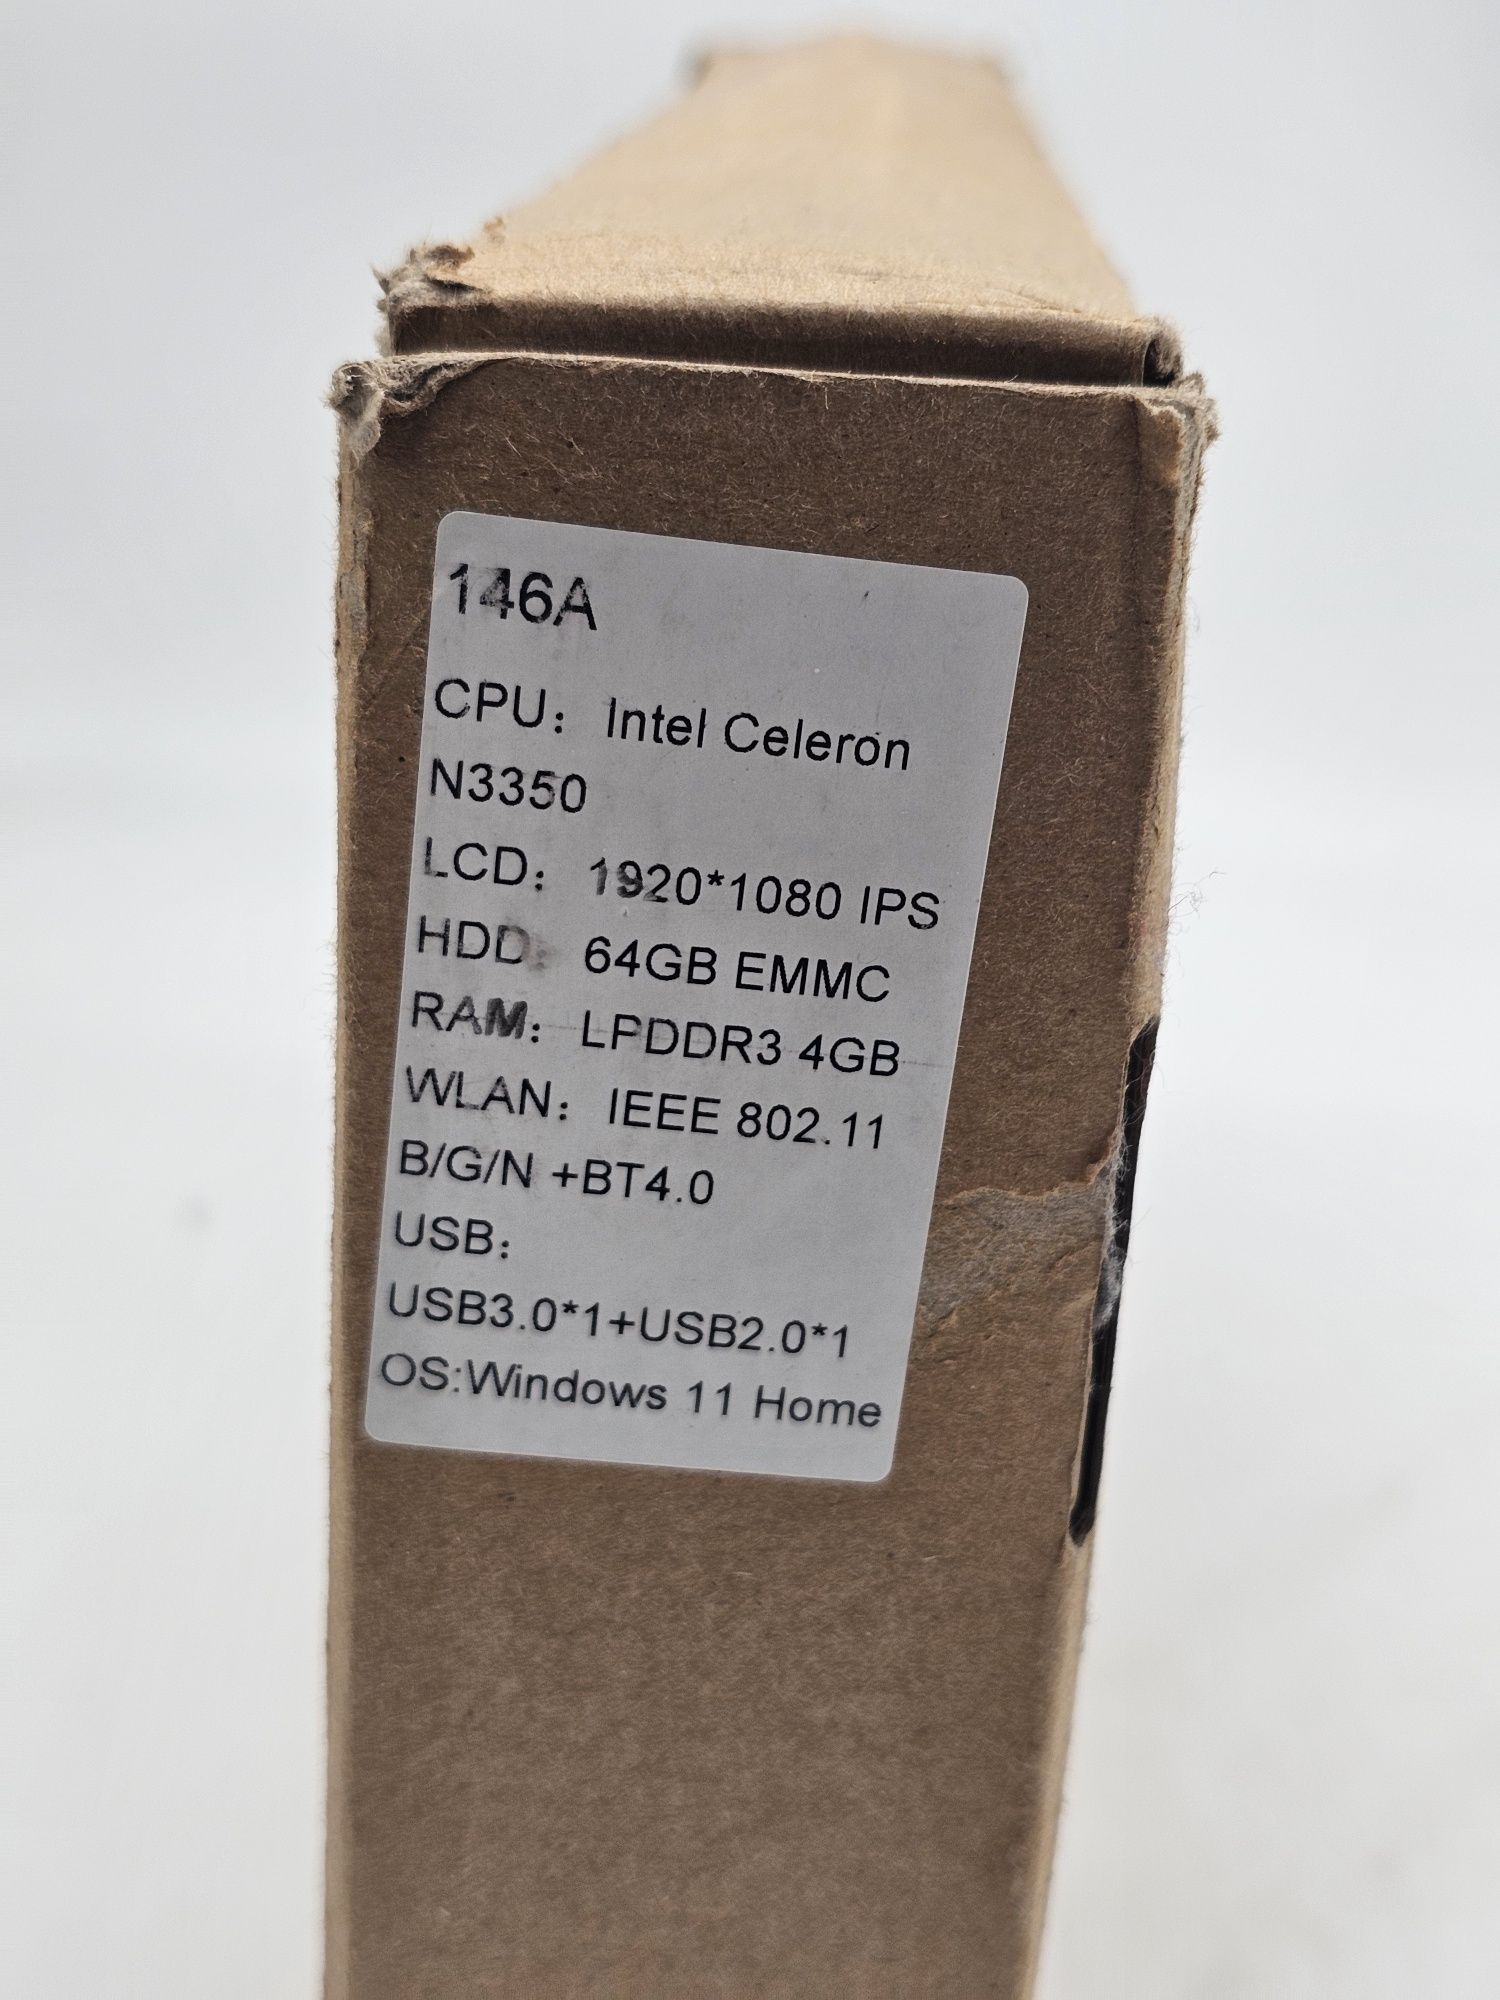 146A
CPU： Intel Celeron
N3350
LCD： 1920*1080 IPS
HDD： 64GB EMMC
RAM： LPDDR3 4GB
WLAN： IEEE 802.11
B/G/N +BT4.0
USB：
USB3.0*1+USB2.0*1
OS:Windows 11 Home